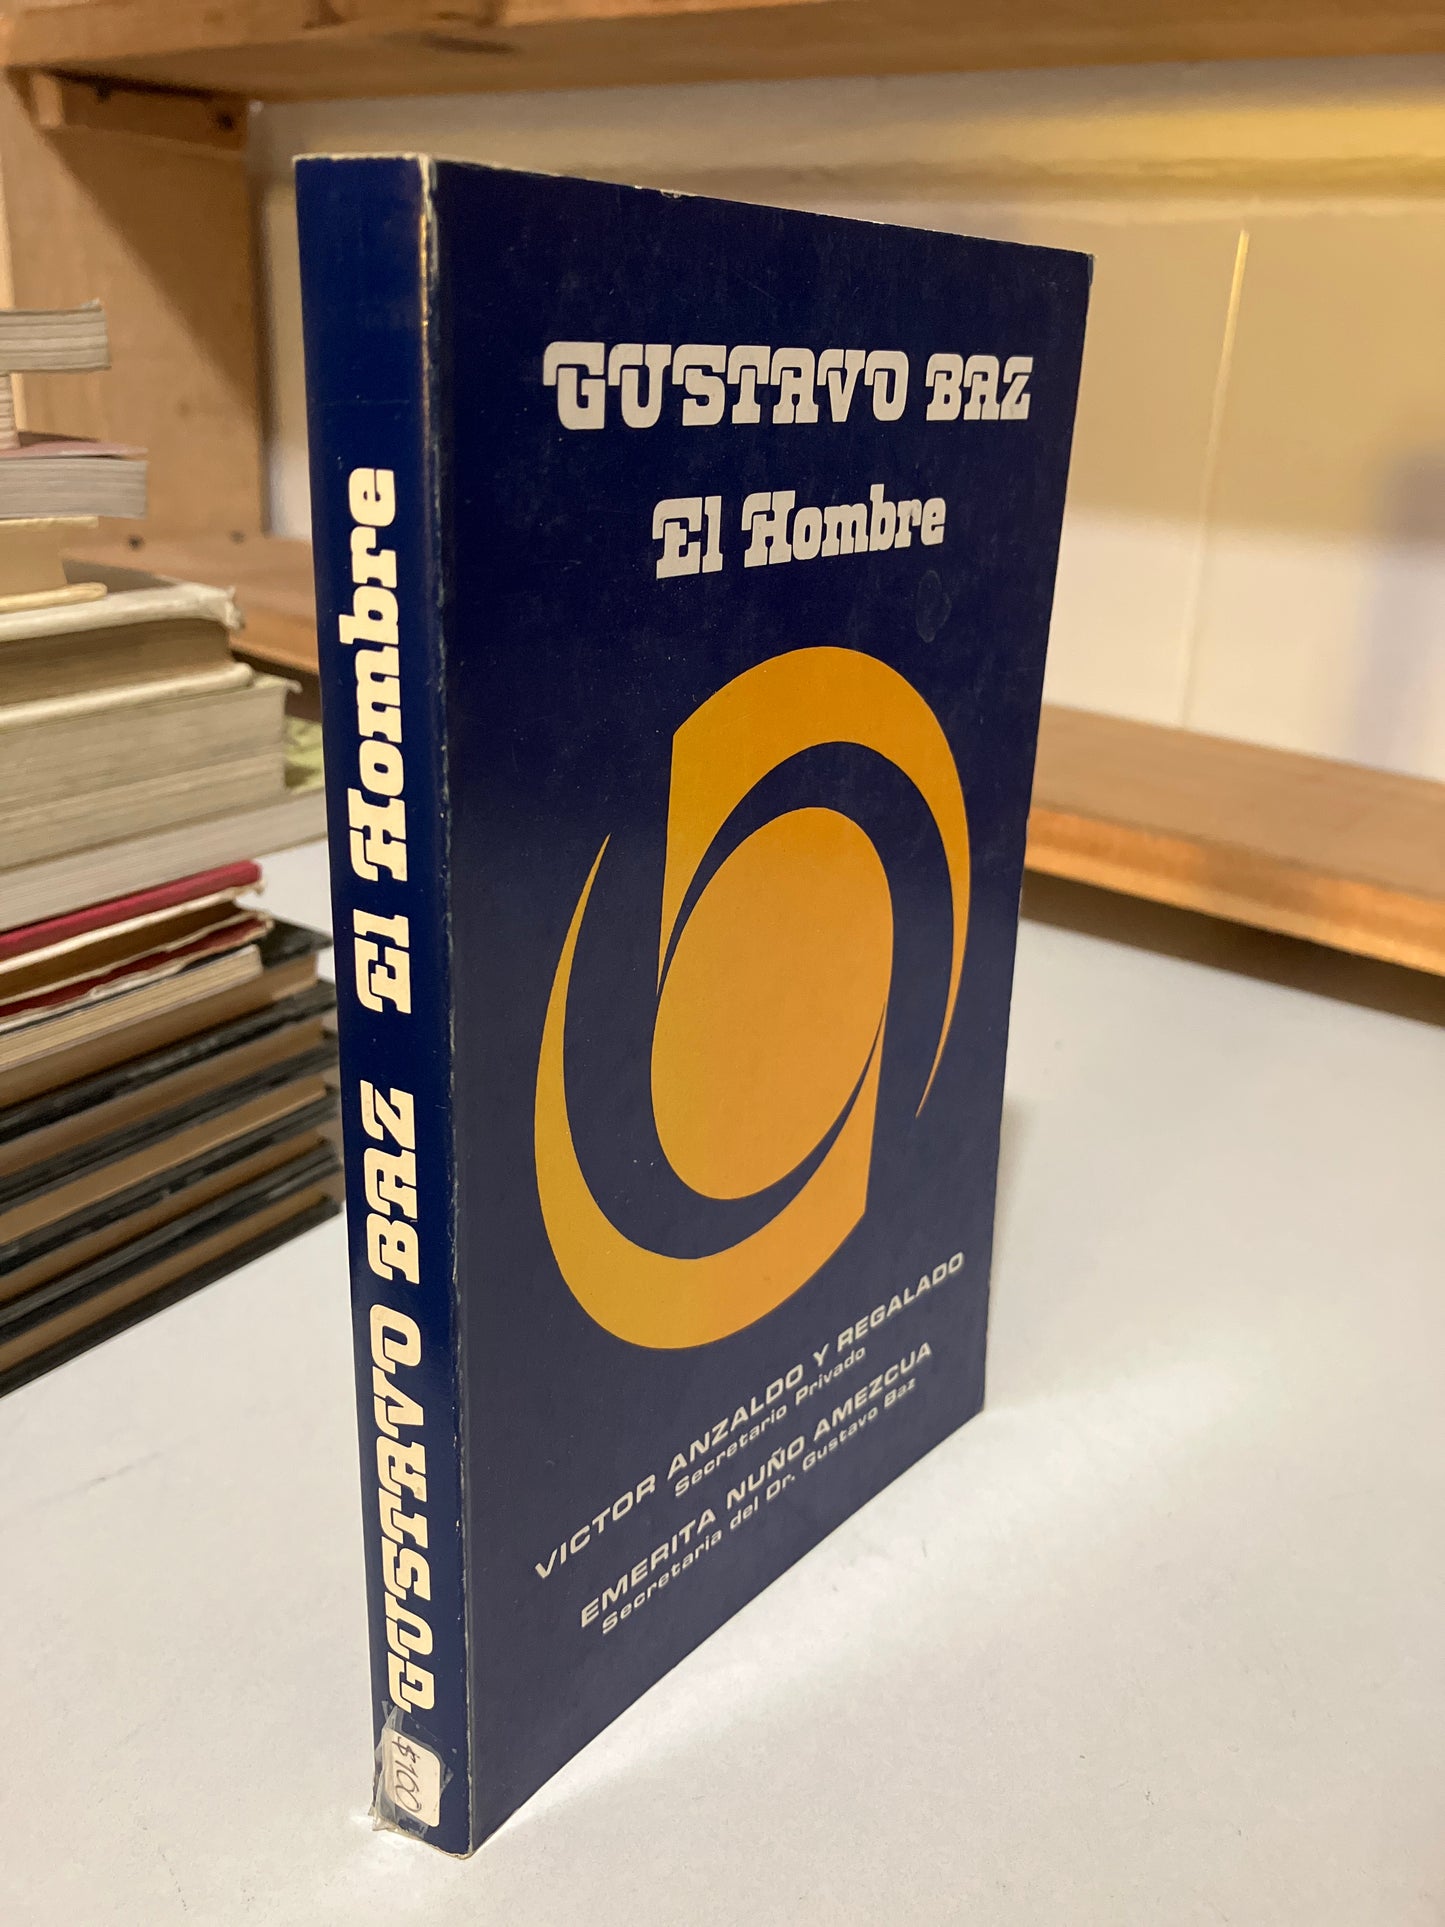 GUSTAVO BAZ
El Hombre
VICTOR ANZALDO Y REGALADO
Secretario Privado
EMERITA NUÑO AMEZCUA
Secretaria del Dr. Gustavo Baz
GUSTAVO BAZ El Hombre
$100